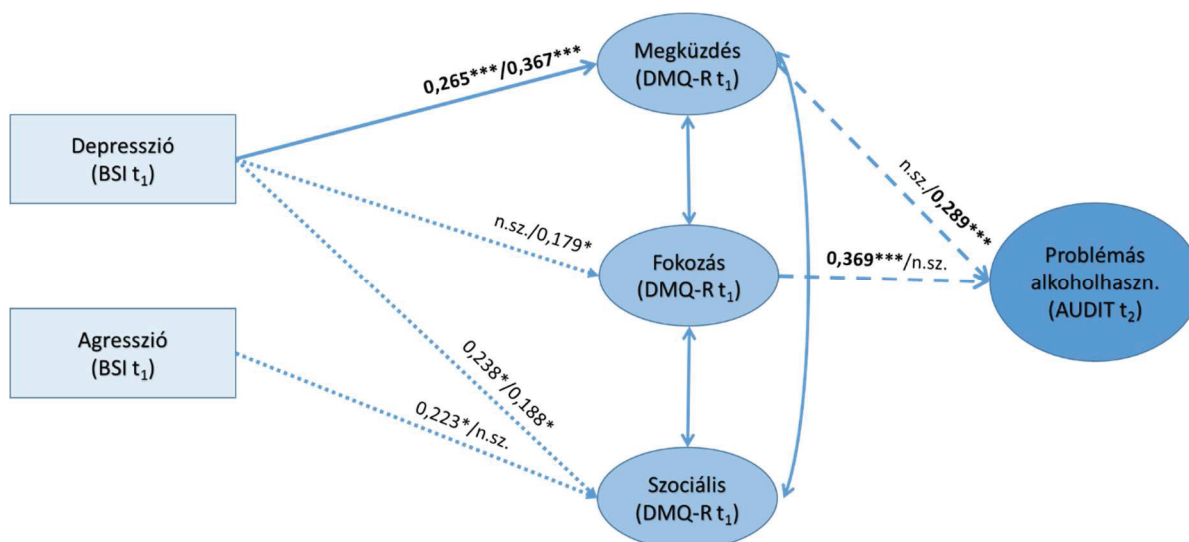 Megküzdés
(DMQ-R t₁)
0,265***/0,367***
Depresszió
(BSI t₁)
n.sz./0,289***
n.sz./0,179*
Fokozás
(DMQ-R t₁)
0,369***/n.sz.
Problémás
alkoholhaszn.
(AUDIT t₂)
Agresszió
(BSI t₁)
0,238*/0,188*
0,223*/n.sz.
Szociális
(DMQ-R t₁)